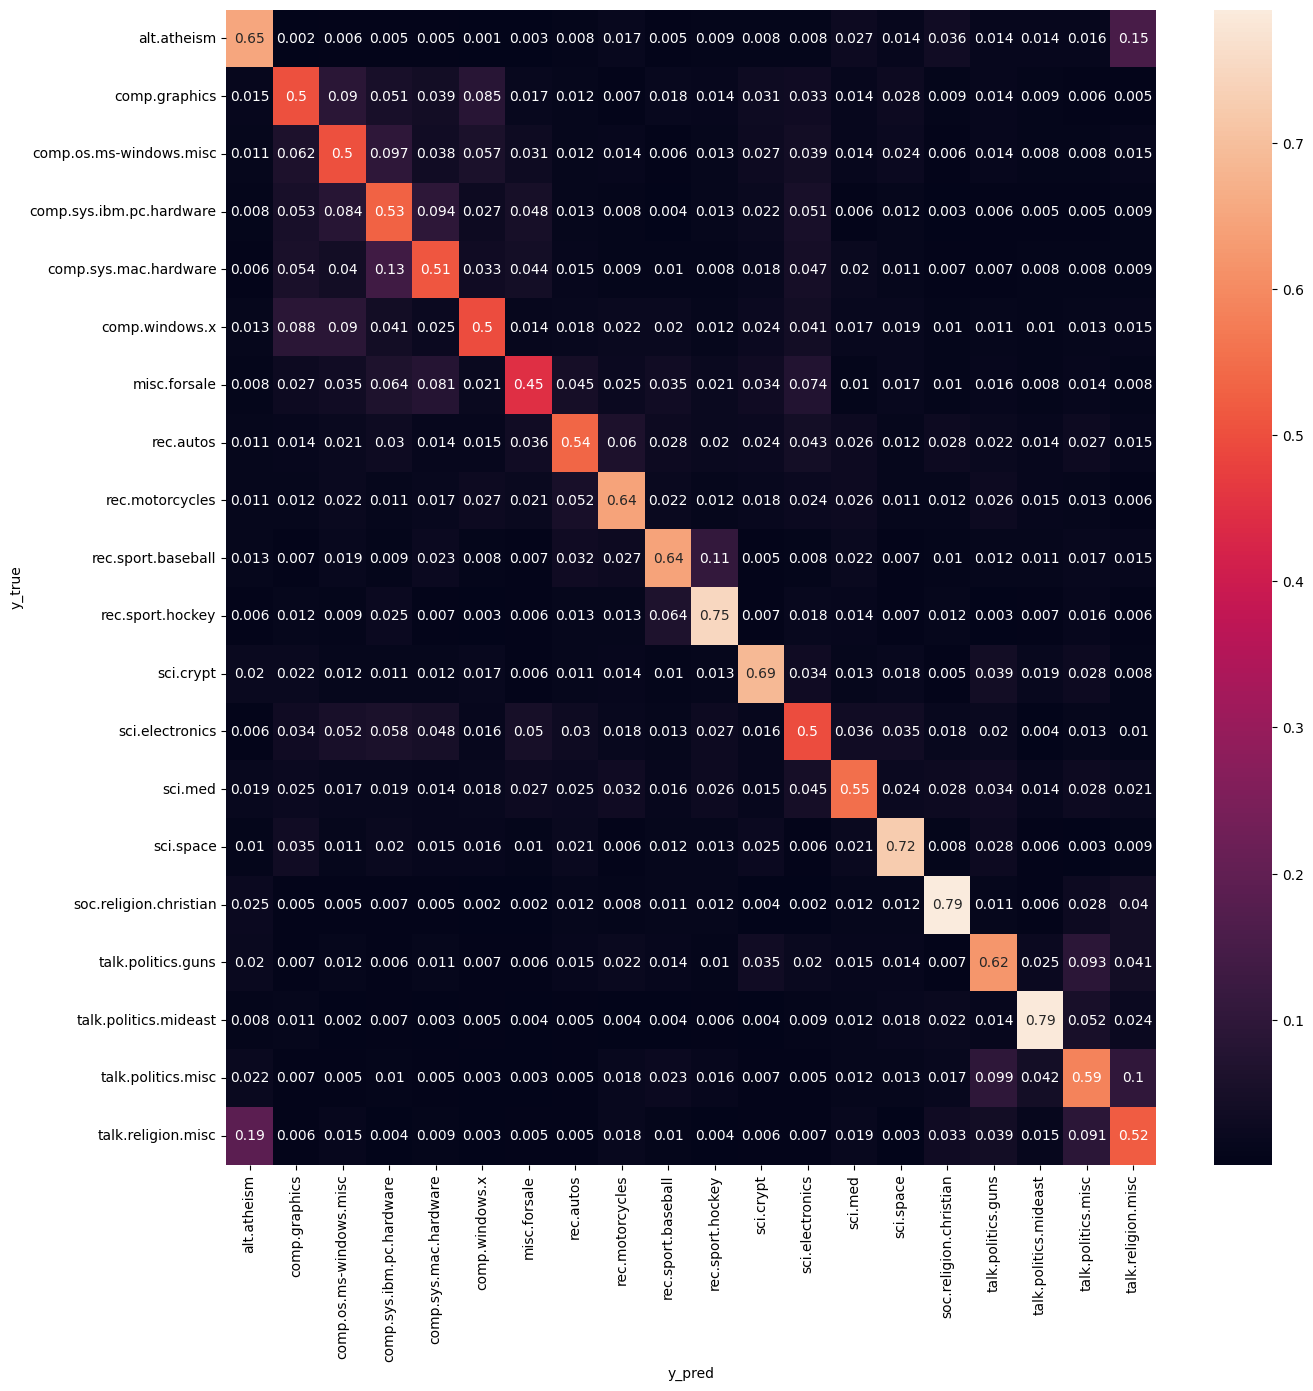 alt.atheism 0.65 0.002 0.006 0.005 0.005 0.001 0.003 0.008 0.017 0.005 0.009 0.008 0.008 0.027 0.014 0.036 0.014 0.014 0.016 0.15
comp.graphics 0.015 0.5 0.09 0.051 0.039 0.085 0.017 0.012 0.007 0.018 0.014 0.031 0.033 0.014 0.028 0.009 0.014 0.009 0.006 0.005
comp.os.ms-windows.misc 0.011 0.062 0.5 0.097 0.038 0.057 0.031 0.012 0.014 0.006 0.013 0.027 0.039 0.014 0.024 0.006 0.014 0.008 0.008 0.015
comp.sys.ibm.pc.hardware 0.008 0.053 0.084 0.53 0.094 0.027 0.048 0.013 0.008 0.004 0.013 0.022 0.051 0.006 0.012 0.003 0.006 0.005 0.005 0.009
comp.sys.mac.hardware 0.006 0.054 0.04 0.13 0.51 0.033 0.044 0.015 0.009 0.01 0.008 0.018 0.047 0.02 0.011 0.007 0.007 0.008 0.008 0.009
comp.windows.x 0.013 0.088 0.09 0.041 0.025 0.5 0.014 0.018 0.022 0.02 0.012 0.024 0.041 0.017 0.019 0.01 0.011 0.01 0.013 0.015
misc.forsale 0.008 0.027 0.035 0.064 0.081 0.021 0.45 0.045 0.025 0.035 0.021 0.034 0.074 0.01 0.017 0.01 0.016 0.008 0.014 0.008
rec.autos 0.011 0.014 0.021 0.03 0.014 0.015 0.036 0.54 0.06 0.028 0.02 0.024 0.043 0.026 0.012 0.028 0.022 0.014 0.027 0.015
rec.motorcycles 0.011 0.012 0.022 0.011 0.017 0.027 0.021 0.052 0.64 0.022 0.012 0.018 0.024 0.026 0.011 0.012 0.026 0.015 0.013 0.006
rec.sport.baseball 0.013 0.007 0.019 0.009 0.023 0.008 0.007 0.032 0.027 0.64 0.11 0.005 0.008 0.022 0.007 0.01 0.012 0.011 0.017 0.015
rec.sport.hockey 0.006 0.012 0.009 0.025 0.007 0.003 0.006 0.013 0.013 0.064 0.75 0.007 0.018 0.014 0.007 0.012 0.003 0.007 0.016 0.006
sci.crypt 0.02 0.022 0.012 0.011 0.012 0.017 0.006 0.011 0.014 0.01 0.013 0.69 0.034 0.013 0.018 0.005 0.039 0.019 0.028 0.008
sci.electronics 0.006 0.034 0.052 0.058 0.048 0.016 0.05 0.03 0.018 0.013 0.027 0.016 0.5 0.036 0.035 0.018 0.02 0.004 0.013 0.01
sci.med 0.019 0.025 0.017 0.019 0.014 0.018 0.027 0.025 0.032 0.016 0.026 0.015 0.045 0.55 0.024 0.028 0.034 0.014 0.028 0.021
sci.space 0.01 0.035 0.011 0.02 0.015 0.016 0.01 0.021 0.006 0.012 0.013 0.025 0.006 0.021 0.72 0.008 0.028 0.006 0.003 0.009
soc.religion.christian 0.025 0.005 0.005 0.007 0.005 0.002 0.002 0.012 0.008 0.011 0.012 0.004 0.002 0.012 0.012 0.79 0.011 0.006 0.028 0.04
talk.politics.guns 0.02 0.007 0.012 0.006 0.011 0.007 0.006 0.015 0.022 0.014 0.01 0.035 0.02 0.015 0.014 0.007 0.62 0.025 0.093 0.041
talk.politics.mideast 0.008 0.011 0.002 0.007 0.003 0.005 0.004 0.005 0.004 0.004 0.006 0.004 0.009 0.012 0.018 0.022 0.014 0.79 0.052 0.024
talk.politics.misc 0.022 0.007 0.005 0.01 0.005 0.003 0.003 0.005 0.018 0.023 0.016 0.007 0.005 0.012 0.013 0.017 0.099 0.042 0.59 0.1
talk.religion.misc 0.19 0.006 0.015 0.004 0.009 0.003 0.005 0.005 0.018 0.01 0.004 0.006 0.007 0.019 0.003 0.033 0.039 0.015 0.091 0.52
y_true
alt.atheism
comp.graphics
comp.os.ms-windows.misc
comp.sys.ibm.pc.hardware
comp.sys.mac.hardware
comp.windows.x
misc.forsale
rec.autos
rec.motorcycles
rec.sport.baseball
rec.sport.hockey
sci.crypt
sci.electronics
sci.med
sci.space
soc.religion.christian
talk.politics.guns
talk.politics.mideast
talk.politics.misc
talk.religion.misc
y_pred
0.7
0.6
0.5
0.4
0.3
0.2
0.1